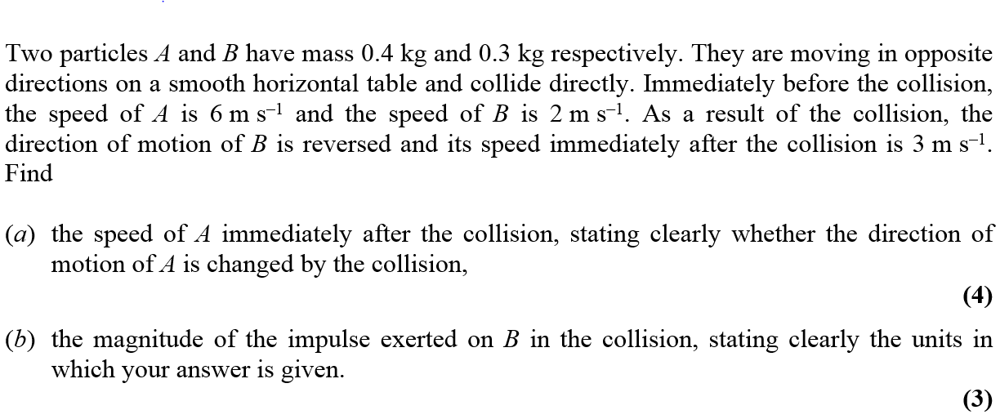 Two particles A and B have mass 0.4 kg and 0.3 kg respectively. They are moving in opposite
directions on a smooth horizontal table and collide directly. Immediately before the collision,
the speed of A is 6 m s⁻¹ and the speed of B is 2 m s⁻¹. As a result of the collision, the
direction of motion of B is reversed and its speed immediately after the collision is 3 m s⁻¹.
Find
(a) the speed of A immediately after the collision, stating clearly whether the direction of
motion of A is changed by the collision,
(4)
(b) the magnitude of the impulse exerted on B in the collision, stating clearly the units in
which your answer is given.
(3)